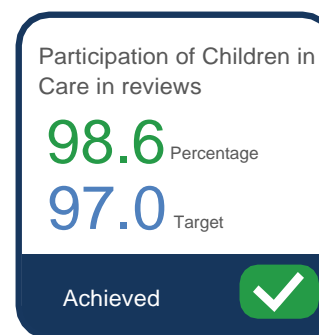 Participation of Children in
Care in reviews
98.6 Percentage
97.0 Target
Achieved